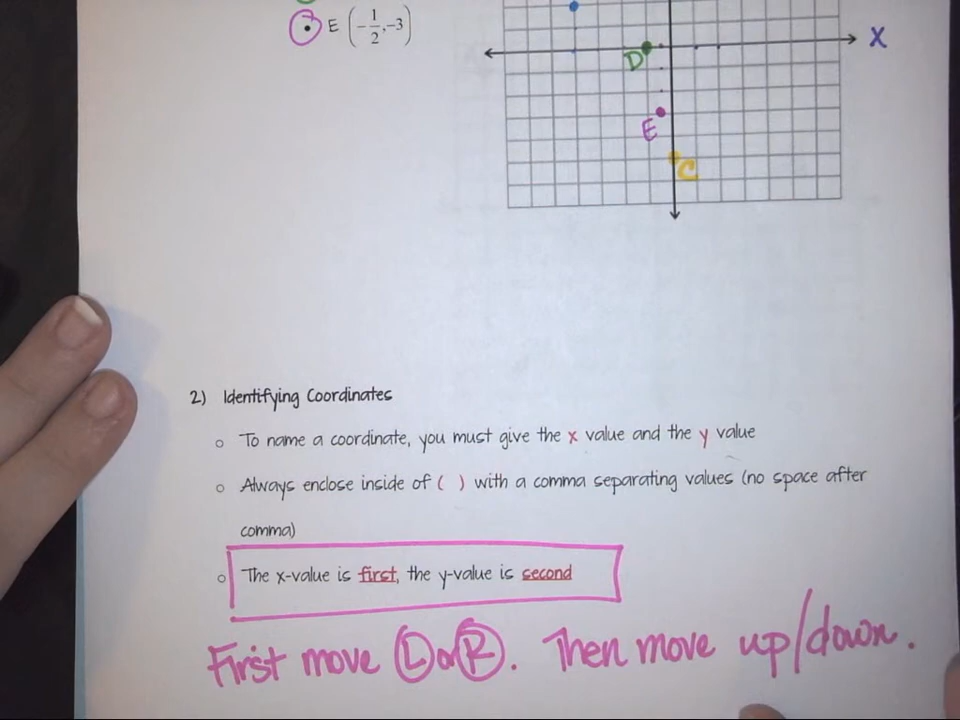 E (-1/2,-3)
X
D
E
C
2) Identifying Coordinates
o To name a coordinate, you must give the x value and the y value
o Always enclose inside of ( ) with a comma separating values (no space after
comma)
o The x-value is first, the y-value is second
First move L or R. Then move up/down.